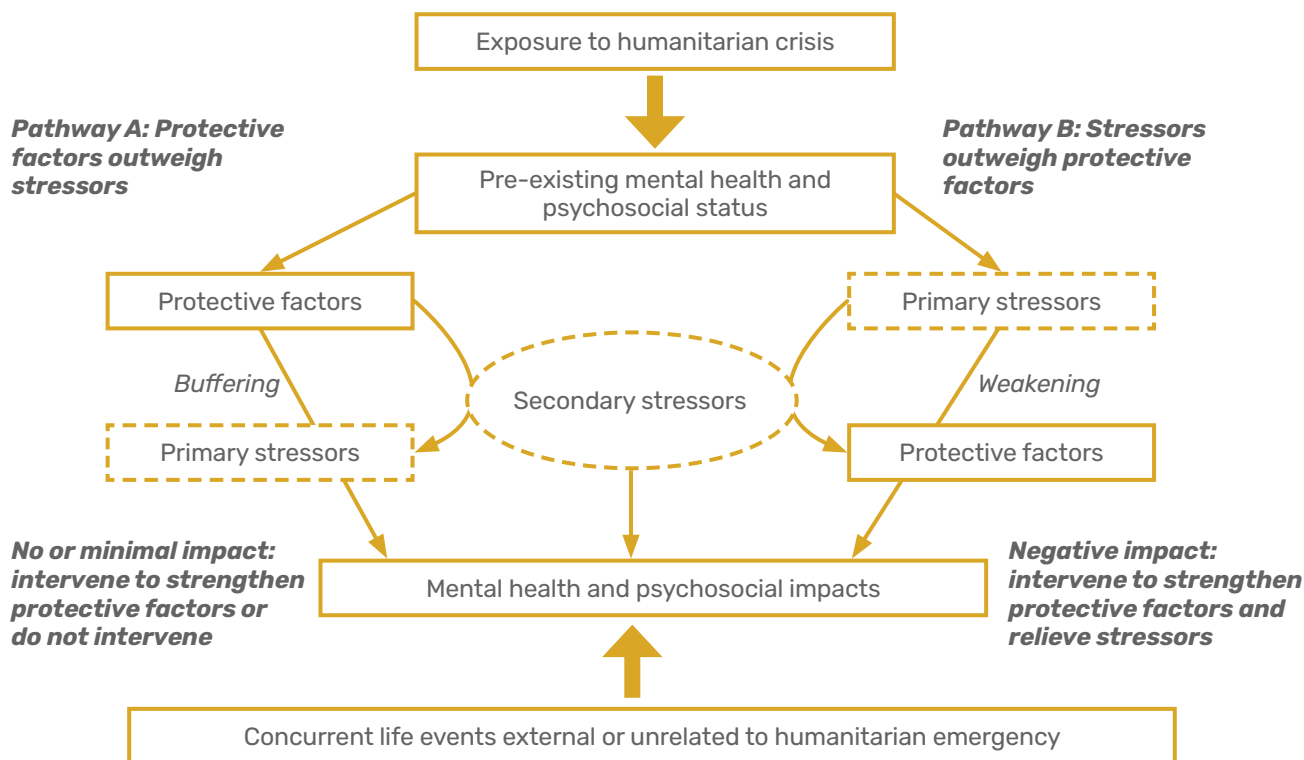 Exposure to humanitarian crisis
Pathway A: Protective
factors outweigh
stressors
Pathway B: Stressors
outweigh protective
factors
Pre-existing mental health and
psychosocial status
Protective factors
Primary stressors
Buffering
Secondary stressors
Weakening
Primary stressors
Protective factors
No or minimal impact:
intervene to strengthen
protective factors or
do not intervene
Mental health and psychosocial impacts
Negative impact:
intervene to strengthen
protective factors and
relieve stressors
Concurrent life events external or unrelated to humanitarian emergency